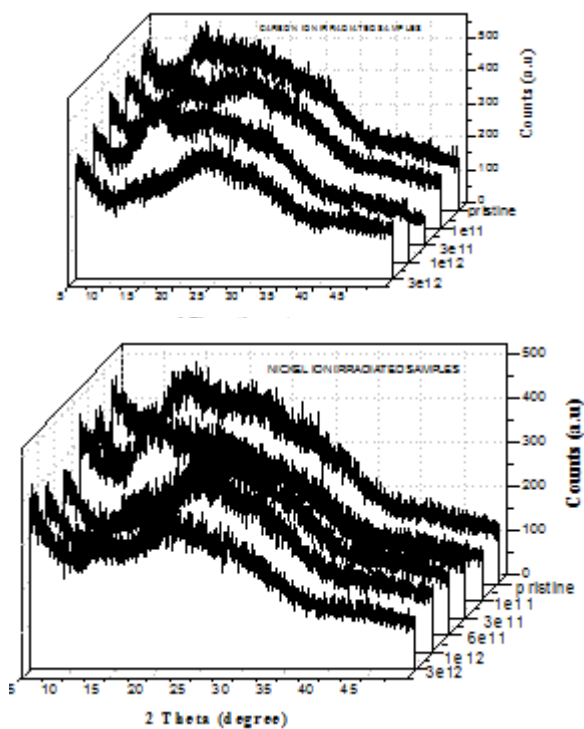 CARBON ION IRRADIATED SAMPLES
500
400
300
200
100
0
Counts (a.u)
pristine
1e11
3e11
1e12
3e12
5 10 15 20 25 30 35 40 45
NICKEL ION IRRADIATED SAMPLES
500
400
300
200
100
0
Counts (a.u)
pristine
1e11
3e11
6e11
1e12
3e12
5 10 15 20 25 30 35 40 45
2 Theta (degree)